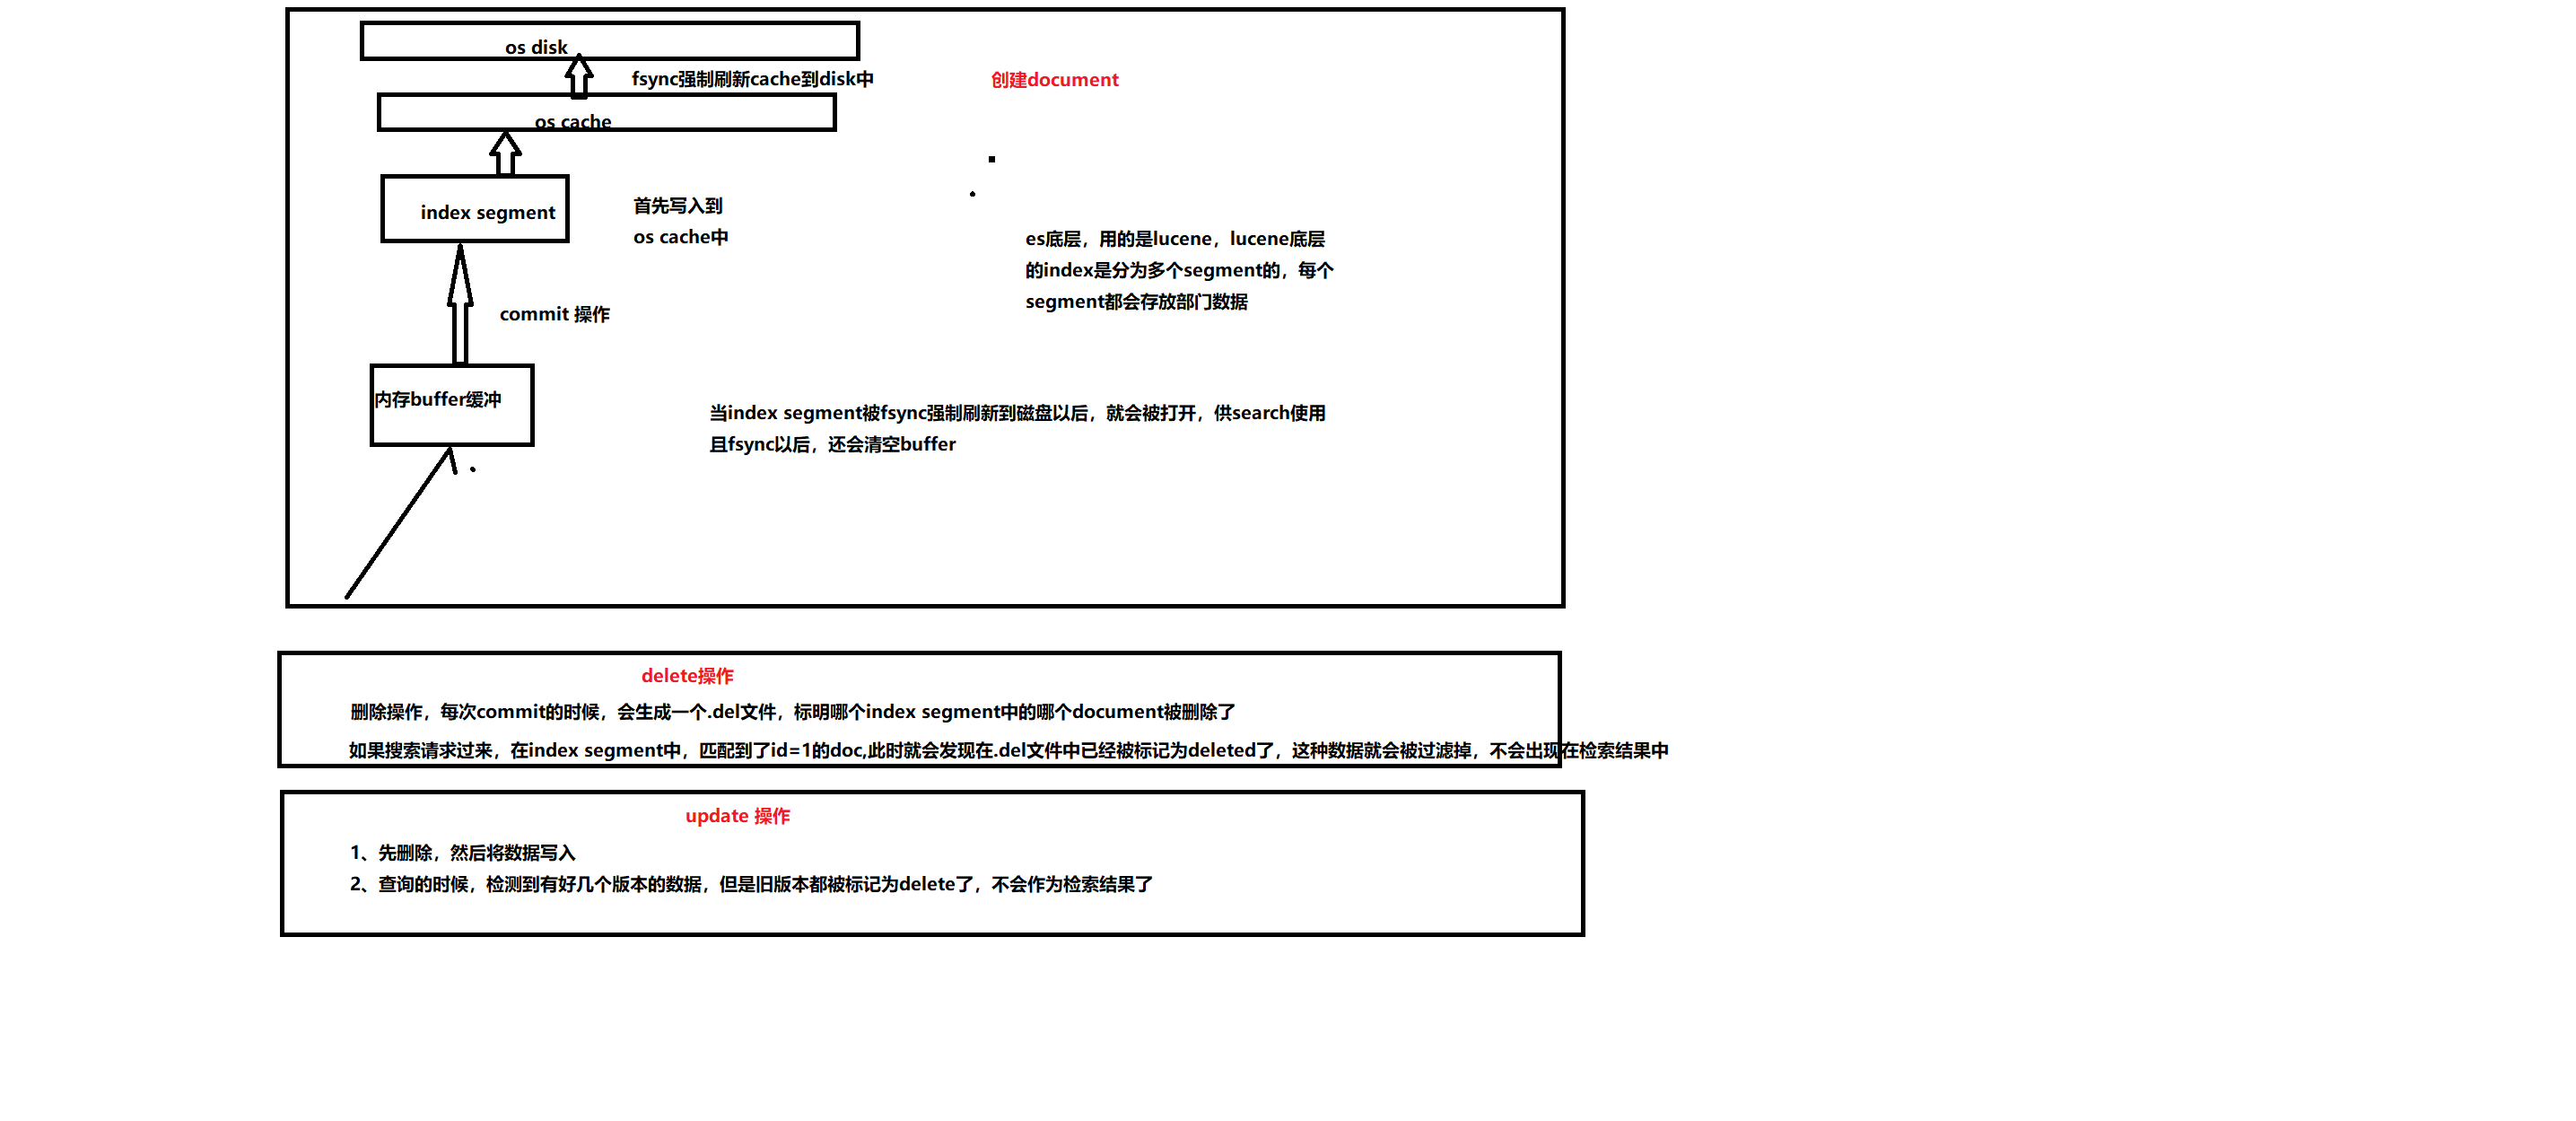 os disk
fsync强制刷新cache到disk中
创建document
os cache
index segment
首先写入到
os cache中
es底层，用的是lucene，lucene底层
的index是分为多个segment的，每个
segment都会存放部门数据
commit 操作
内存buffer缓冲
当index segment被fsync强制刷新到磁盘以后，就会被打开，供search使用
且fsync以后，还会清空buffer
delete操作
删除操作，每次commit的时候，会生成一个.del文件，标明哪个index segment中的哪个document被删除了
如果搜索请求过来，在index segment中，匹配到了id=1的doc,此时就会发现在.del文件中已经被标记为deleted了，这种数据就会被过滤掉，不会出现在检索结果中
update 操作
1、先删除，然后将数据写入
2、查询的时候，检测到有好几个版本的数据，但是旧版本都被标记为delete了，不会作为检索结果了